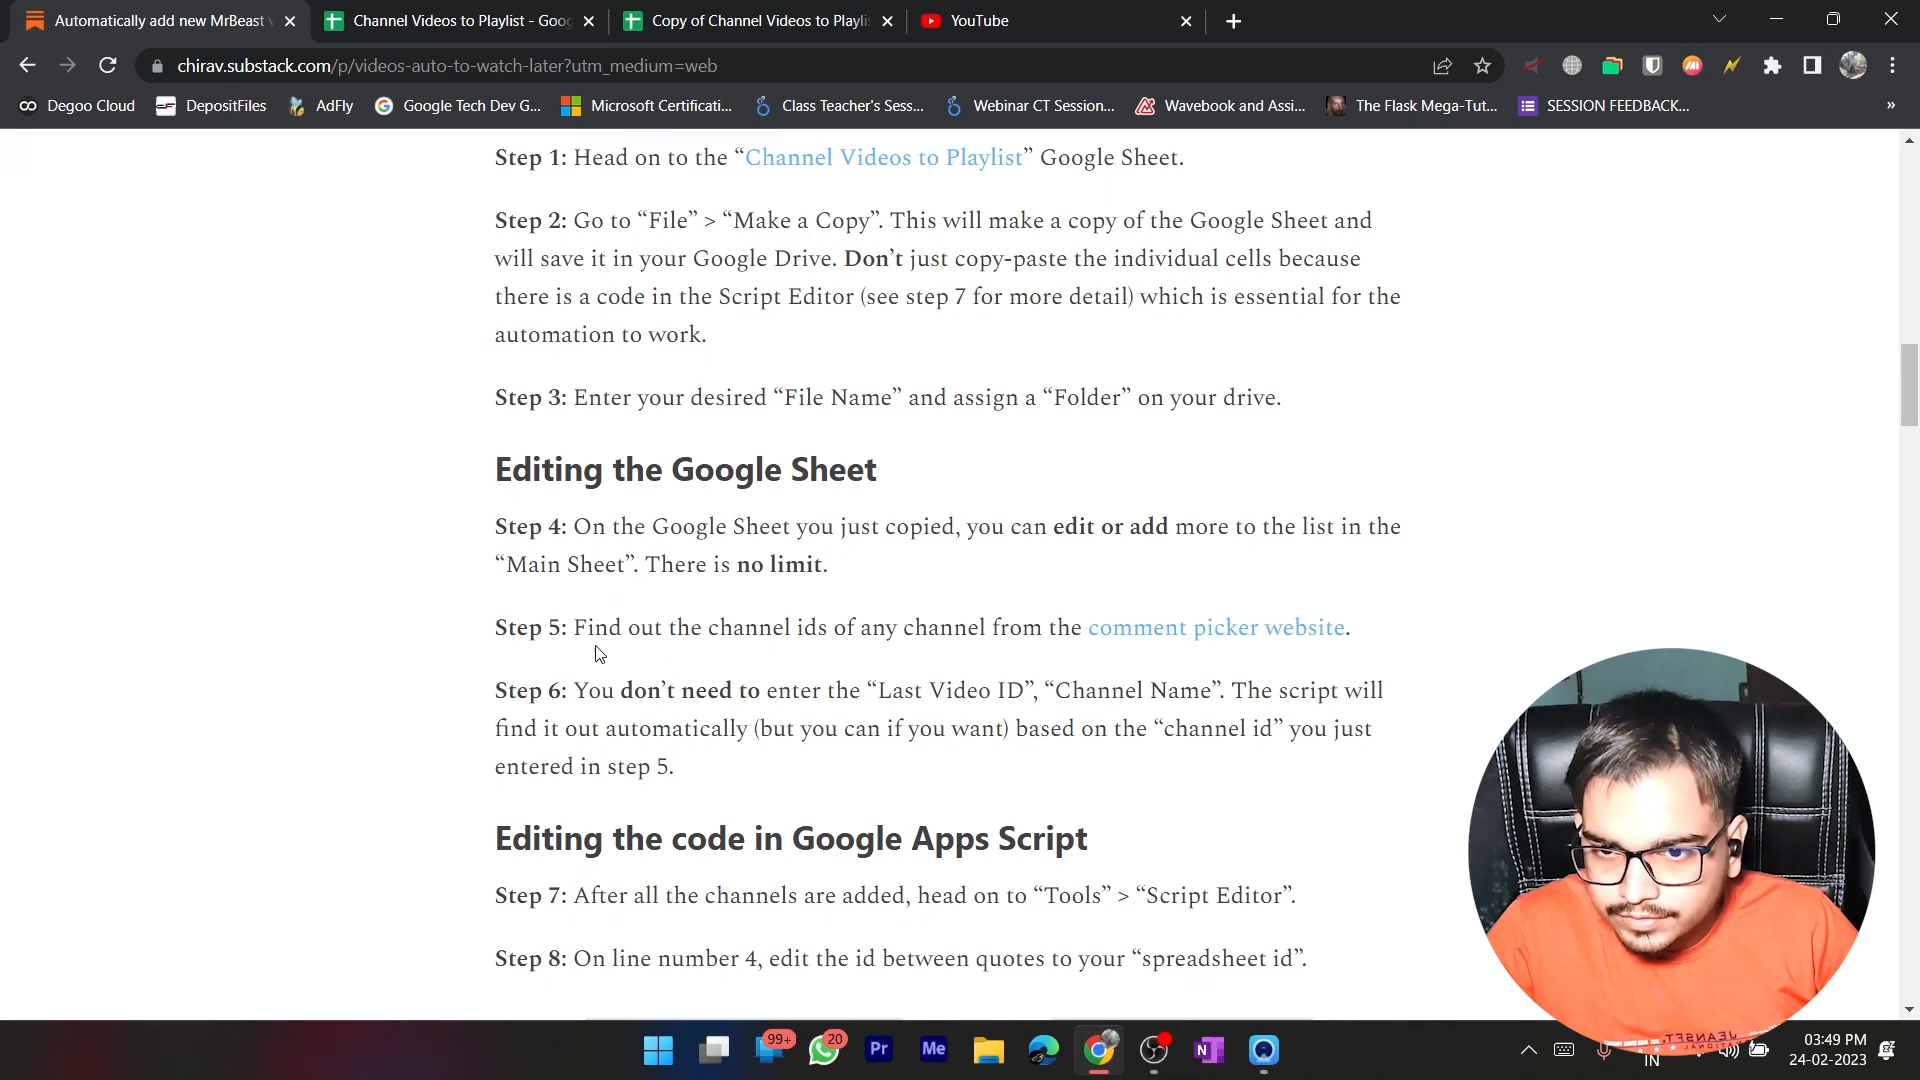 Automatically add new MrBeast
Channel Videos to Playlist - Goog
Copy of Channel Videos to Playli
YouTube
chirav.substack.com/p/videos-auto-to-watch-later?utm_medium=web
Degoo Cloud
DepositFiles
AdFly
Google Tech Dev G...
Microsoft Certificati...
Class Teacher's Sess...
Webinar CT Session...
Wavebook and Assi...
The Flask Mega-Tut...
SESSION FEEDBACK...
»
Step 1: Head on to the “Channel Videos to Playlist” Google Sheet.
Step 2: Go to “File” > “Make a Copy”. This will make a copy of the Google Sheet and
will save it in your Google Drive. Don’t just copy-paste the individual cells because
there is a code in the Script Editor (see step 7 for more detail) which is essential for the
automation to work.
Step 3: Enter your desired “File Name” and assign a “Folder” on your drive.
Editing the Google Sheet
Step 4: On the Google Sheet you just copied, you can edit or add more to the list in the
“Main Sheet”. There is no limit.
Step 5: Find out the channel ids of any channel from the comment picker website.
Step 6: You don’t need to enter the “Last Video ID”, “Channel Name”. The script will
find it out automatically (but you can if you want) based on the “channel id” you just
entered in step 5.
Editing the code in Google Apps Script
Step 7: After all the channels are added, head on to “Tools” > “Script Editor”.
Step 8: On line number 4, edit the id between quotes to your “spreadsheet id”.
99+
20
Pr
Me
N
IN
03:49 PM
24-02-2023